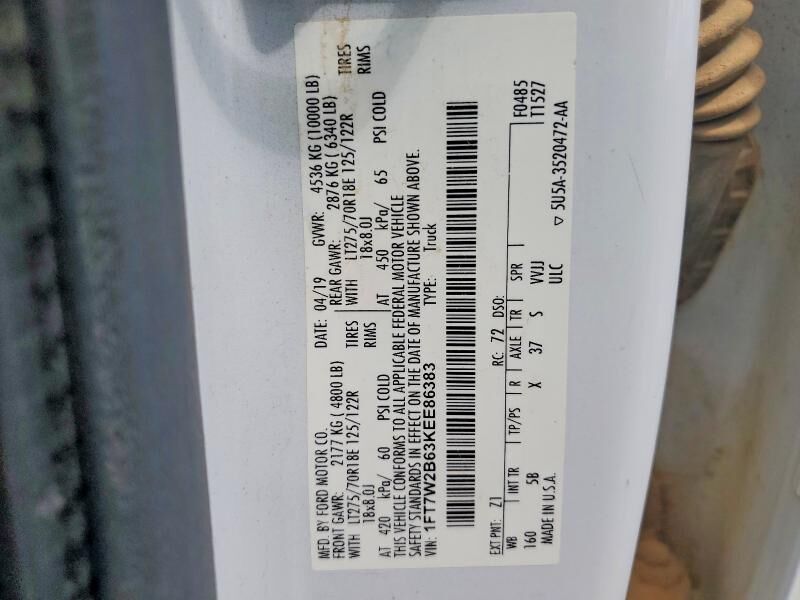 MFD. BY FORD MOTOR CO.
DATE: 04/19 GVWR: 4536 KG (10000 LB)
FRONT GAWR: 2177 KG ( 4800 LB) REAR GAWR: 2876 KG ( 6340 LB)
LT275/70R18E 125/122R TIRES WITH LT275/70R18E 125/122R TIRES
18x8.0J RIMS 18x8.0J RIMS
AT 420 kPa/ 60 PSI COLD AT 450 kPa/ 65 PSI COLD
THIS VEHICLE CONFORMS TO ALL APPLICABLE FEDERAL MOTOR VEHICLE
SAFETY STANDARDS IN EFFECT ON THE DATE OF MANUFACTURE SHOWN ABOVE.
VIN: 1FT7W2B63KEE86383 TYPE: Truck
EXT PNT: Z1 RC: 72 DSO: F0485
WB INT TR TP/PS R AXLE TR SPR T1527
160 5B X 37 S VVJJ
MADE IN U.S.A. ULC ▽ 5U5A-3520472-AA